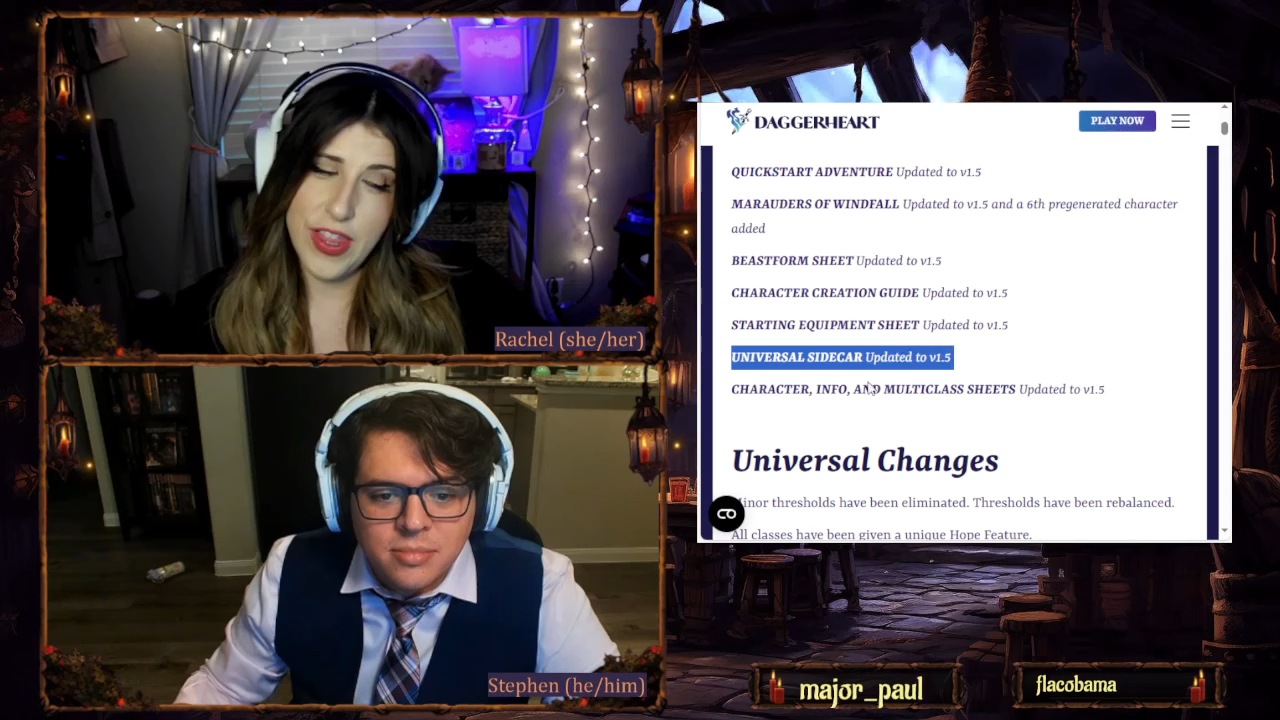 Rachel (she/her)
Stephen (he/him)
DAGGERHEART
PLAY NOW
QUICKSTART ADVENTURE Updated to v1.5
MARAUDERS OF WINDFALL Updated to v1.5 and a 6th pregenerated character
added
BEASTFORM SHEET Updated to v1.5
CHARACTER CREATION GUIDE Updated to v1.5
STARTING EQUIPMENT SHEET Updated to v1.5
UNIVERSAL SIDECAR Updated to v1.5
CHARACTER, INFO, AND MULTICLASS SHEETS Updated to v1.5
Universal Changes
Minor thresholds have been eliminated. Thresholds have been rebalanced.
All classes have been given a unique Hope Feature.
major_paul
flacobama